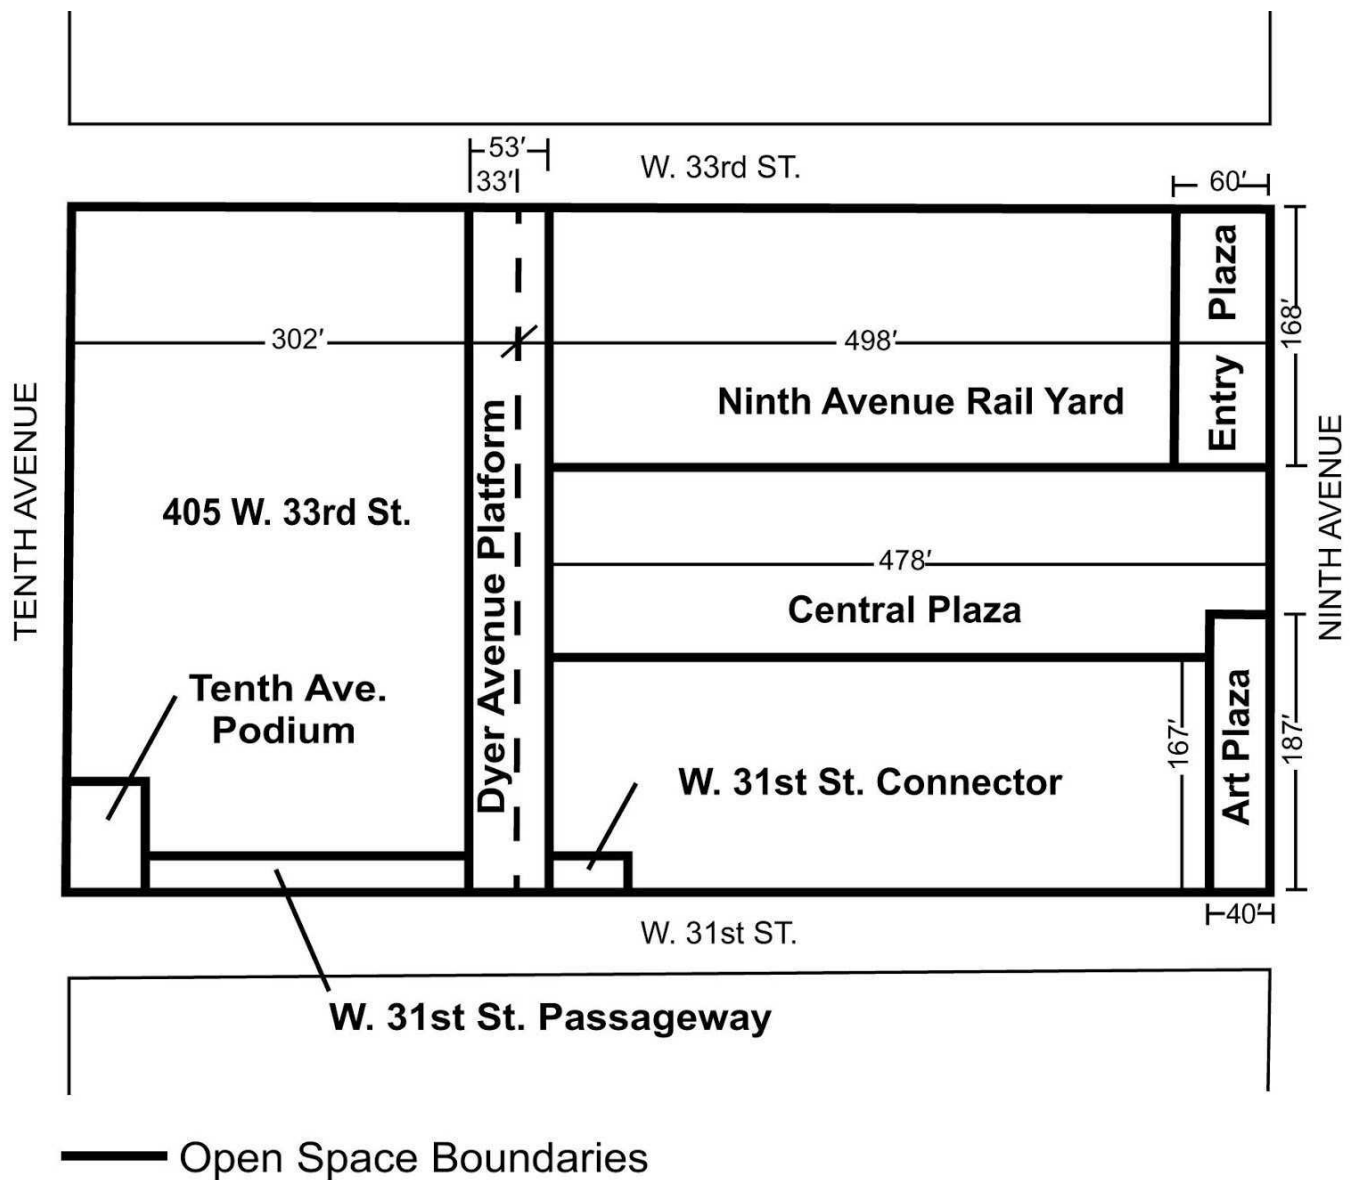 53′
33′
W. 33rd ST.
60′
Entry Plaza
168′
302′
498′
Ninth Avenue Rail Yard
TENTH AVENUE
NINTH AVENUE
405 W. 33rd St.
Dyer Avenue Platform
478′
Central Plaza
Tenth Ave.
Podium
167′
Art Plaza
187′
W. 31st St. Connector
40′
W. 31st ST.
W. 31st St. Passageway
Open Space Boundaries